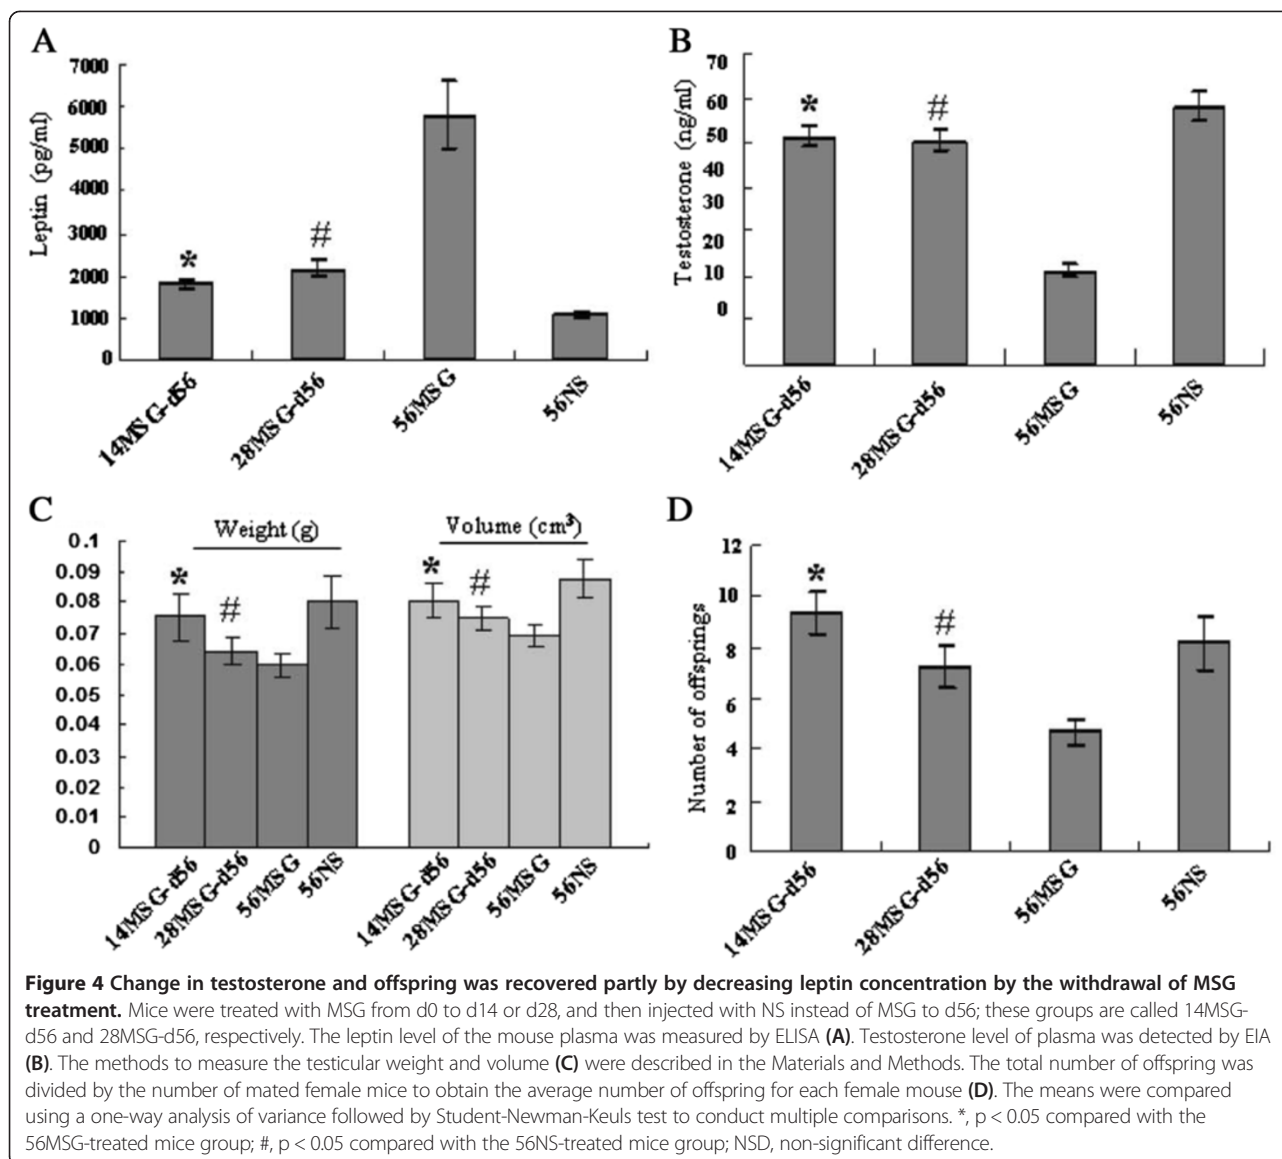 A
7000
6000
5000
4000
3000
2000
1000
0
Leptin (pg/ml)
*
#
14MSG-d56
28MSG-d56
56MSG
56NS
B
70
60
50
40
30
20
10
0
Testosterone (ng/ml)
*
#
14MSG-d56
28MSG-d56
56MSG
56NS
C
Weight (g)
Volume (cm³)
0.1
0.09
0.08
0.07
0.06
0.05
0.04
0.03
0.02
0.01
0
*
#
*
#
14MSG-d56
28MSG-d56
56MSG
56NS
14MSG-d56
28MSG-d56
56MSG
56NS
D
12
10
8
6
4
2
0
Number of offsprings
*
#
14MSG-d56
28MSG-d56
56MSG
56NS
Figure 4 Change in testosterone and offspring was recovered partly by decreasing leptin concentration by the withdrawal of MSG
treatment. Mice were treated with MSG from d0 to d14 or d28, and then injected with NS instead of MSG to d56; these groups are called 14MSG-
d56 and 28MSG-d56, respectively. The leptin level of the mouse plasma was measured by ELISA (A). Testosterone level of plasma was detected by EIA
(B). The methods to measure the testicular weight and volume (C) were described in the Materials and Methods. The total number of offspring was
divided by the number of mated female mice to obtain the average number of offspring for each female mouse (D). The means were compared
using a one-way analysis of variance followed by Student-Newman-Keuls test to conduct multiple comparisons. *, p < 0.05 compared with the
56MSG-treated mice group; #, p < 0.05 compared with the 56NS-treated mice group; NSD, non-significant difference.